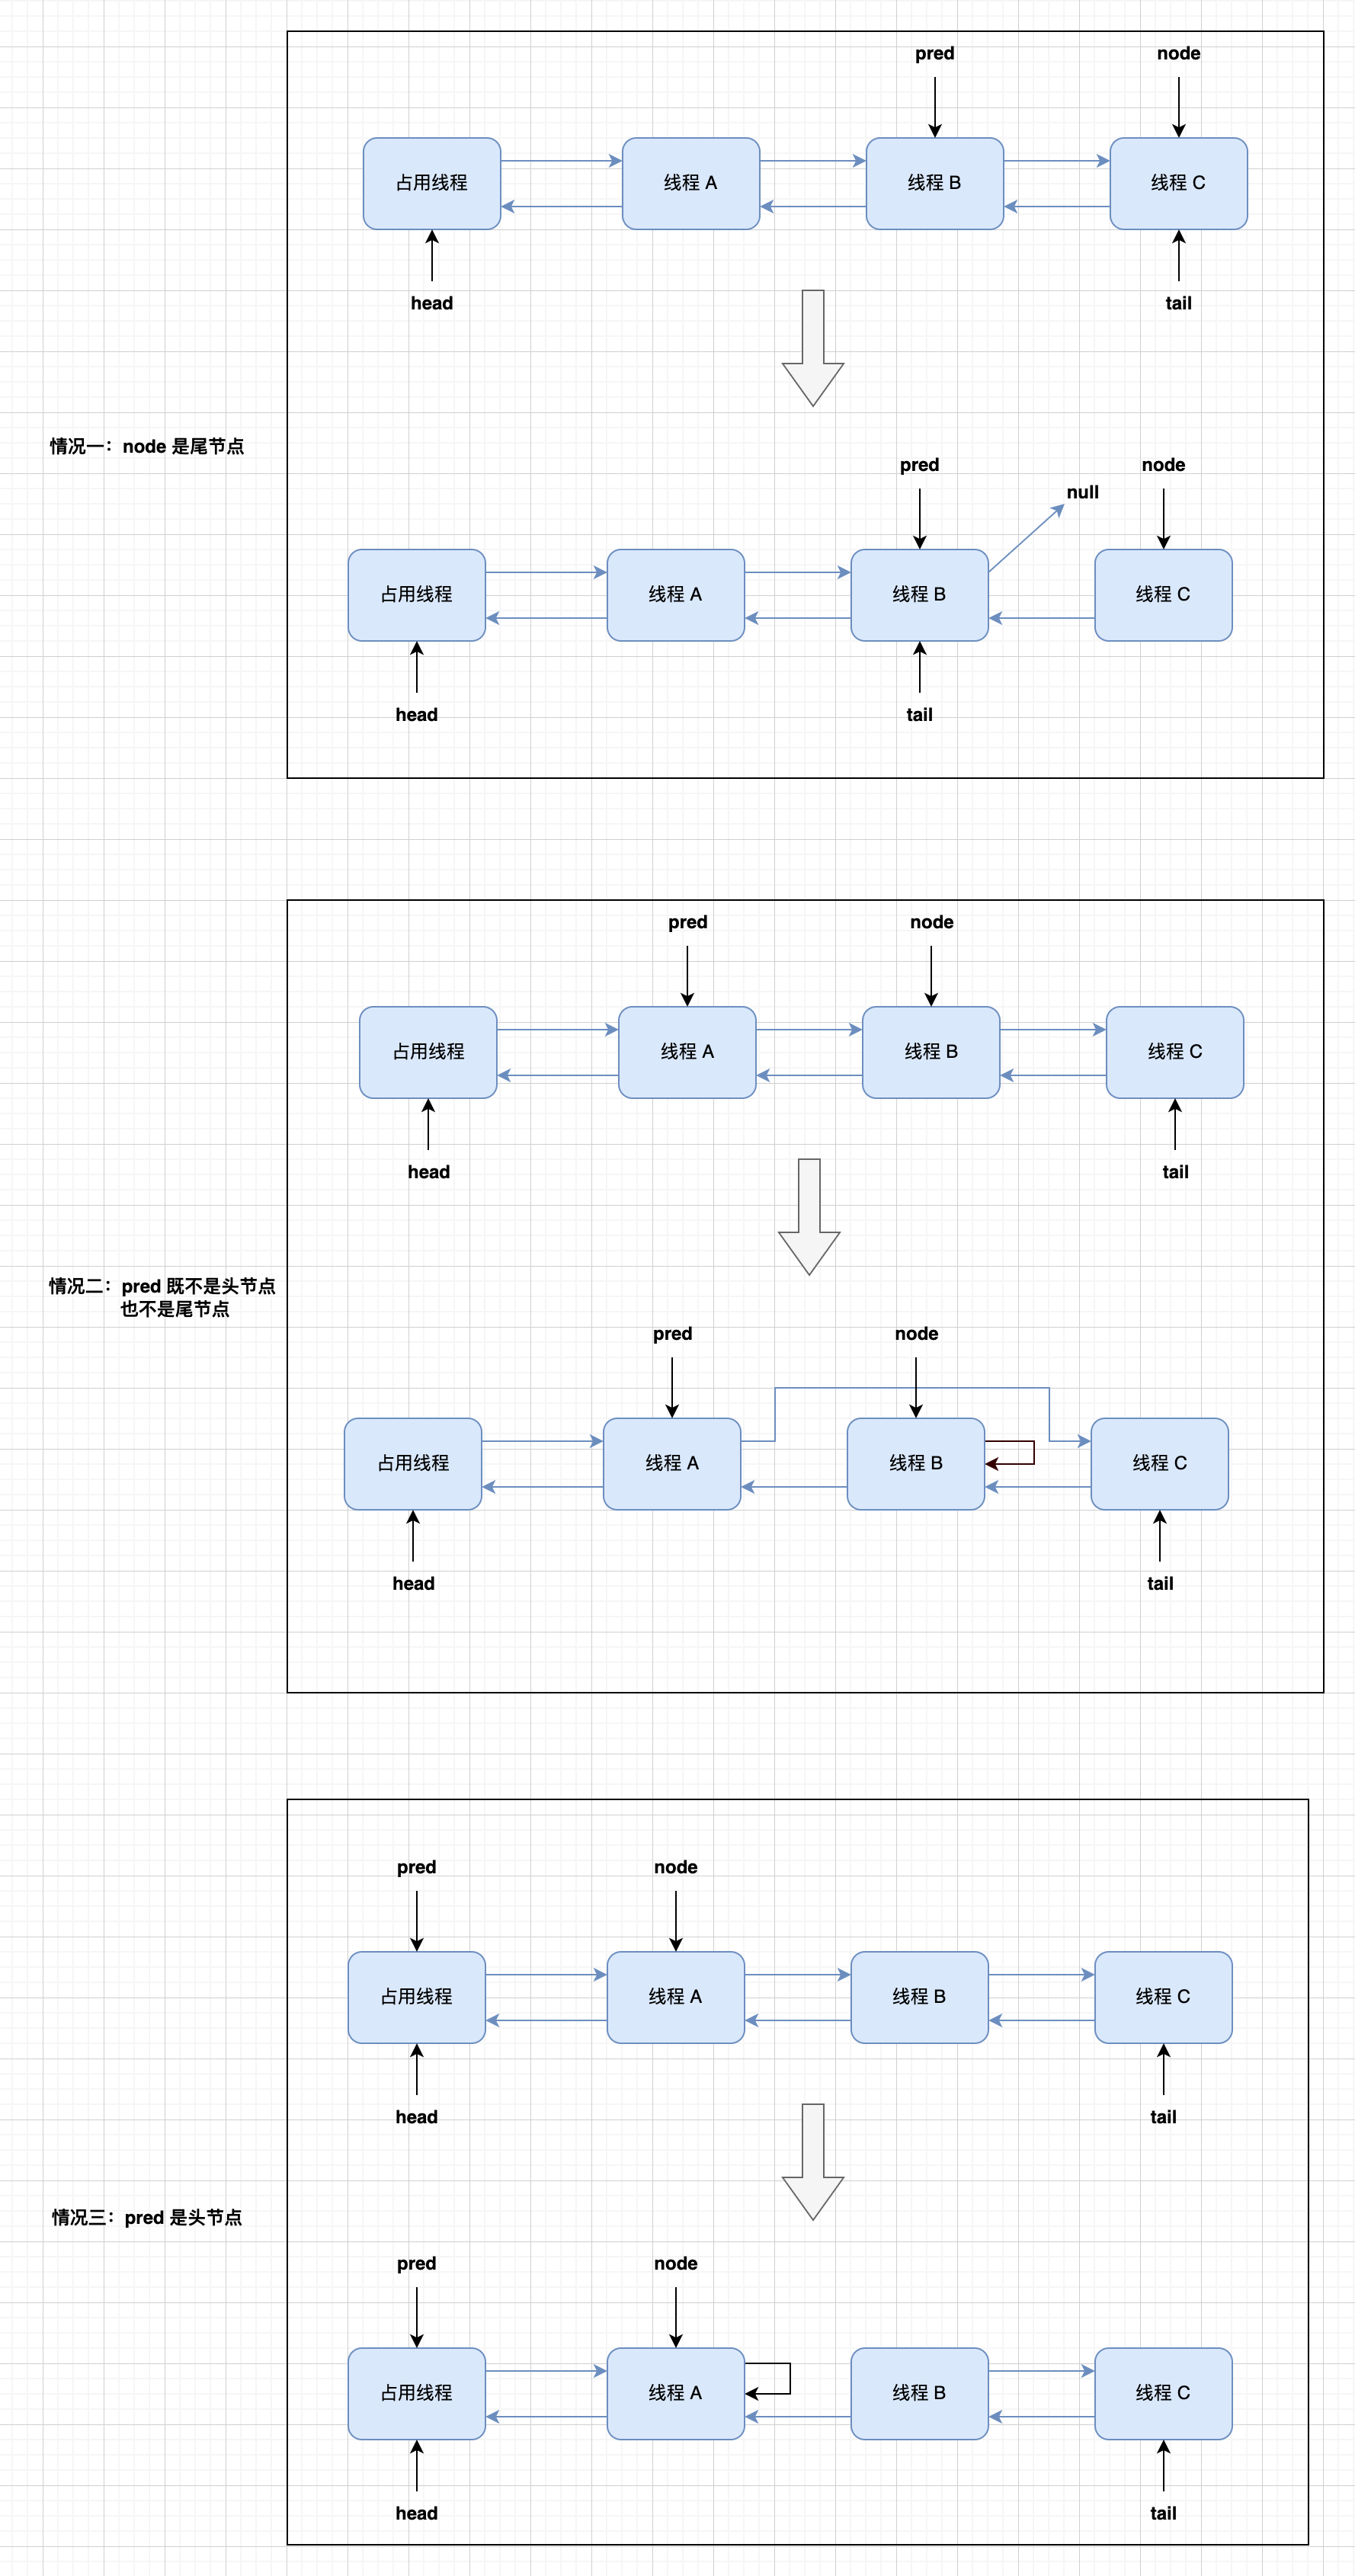 pred
node
占用线程
线程 A
线程 B
线程 C
head
tail
情况一：node 是尾节点
pred
node
null
占用线程
线程 A
线程 B
线程 C
head
tail
pred
node
占用线程
线程 A
线程 B
线程 C
head
tail
情况二：pred 既不是头节点
也不是尾节点
pred
node
占用线程
线程 A
线程 B
线程 C
head
tail
pred
node
占用线程
线程 A
线程 B
线程 C
head
tail
情况三：pred 是头节点
pred
node
占用线程
线程 A
线程 B
线程 C
head
tail